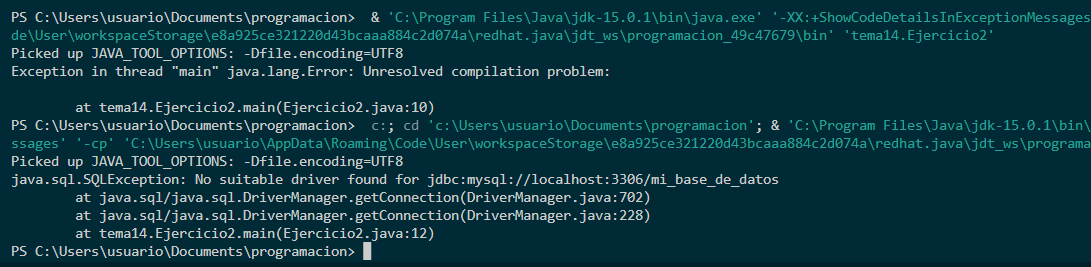 PS C:\Users\usuario\Documents\programacion>  & 'C:\Program Files\Java\jdk-15.0.1\bin\java.exe' '-XX:+ShowCodeDetailsInExceptionMessages
de\User\workspaceStorage\e8a925ce321220d43bcaaa884c2d074a\redhat.java\jdt_ws\programacion_49c47679\bin' 'tema14.Ejercicio2'
Picked up JAVA_TOOL_OPTIONS: -Dfile.encoding=UTF8
Exception in thread "main" java.lang.Error: Unresolved compilation problem:
        at tema14.Ejercicio2.main(Ejercicio2.java:10)
PS C:\Users\usuario\Documents\programacion>  c:; cd 'c:\Users\usuario\Documents\programacion'; & 'C:\Program Files\Java\jdk-15.0.1\bin\
ssages' '-cp' 'C:\Users\usuario\AppData\Roaming\Code\User\workspaceStorage\e8a925ce321220d43bcaaa884c2d074a\redhat.java\jdt_ws\programa
Picked up JAVA_TOOL_OPTIONS: -Dfile.encoding=UTF8
java.sql.SQLException: No suitable driver found for jdbc:mysql://localhost:3306/mi_base_de_datos
        at java.sql/java.sql.DriverManager.getConnection(DriverManager.java:702)
        at java.sql/java.sql.DriverManager.getConnection(DriverManager.java:228)
        at tema14.Ejercicio2.main(Ejercicio2.java:12)
PS C:\Users\usuario\Documents\programacion>